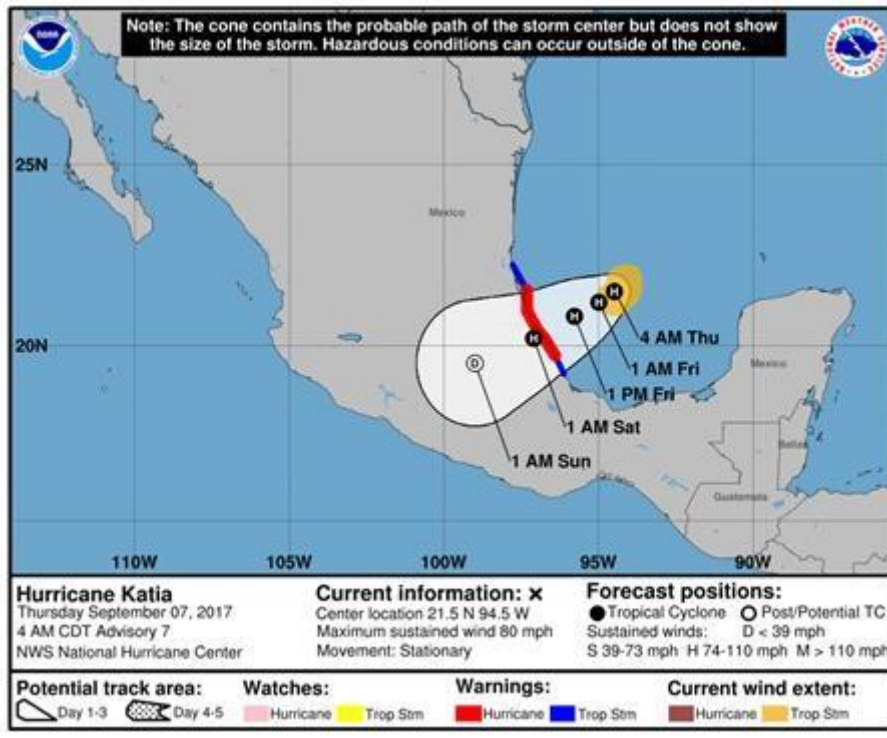 Note: The cone contains the probable path of the storm center but does not show
the size of the storm. Hazardous conditions can occur outside of the cone.
NOAA
25N
Mexico
20N
H
H
H
H
D
4 AM Thu
1 AM Fri
1 PM Fri
1 AM Sat
1 AM Sun
Mexico
Belize
Guatemala
110W 105W 100W 95W 90W
Hurricane Katia
Thursday September 07, 2017
4 AM CDT Advisory 7
NWS National Hurricane Center
Current information: x
Center location 21.5 N 94.5 W
Maximum sustained wind 80 mph
Movement: Stationary
Forecast positions:
Tropical Cyclone Post/Potential TC
Sustained winds: D < 39 mph
S 39-73 mph H 74-110 mph M > 110 mph
Potential track area:
Day 1-3 Day 4-5
Watches:
Hurricane Trop Stm
Warnings:
Hurricane Trop Stm
Current wind extent:
Hurricane Trop Stm